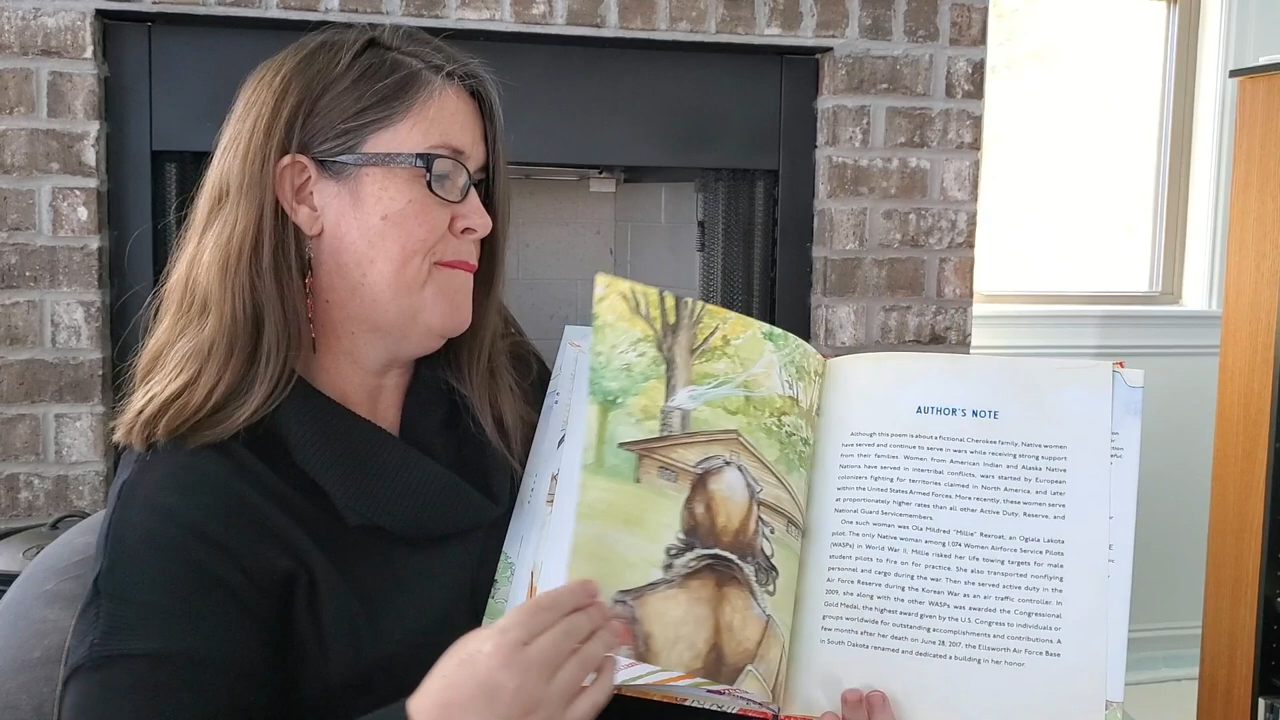 AUTHOR'S NOTE
Although this poem is about a fictional Cherokee family, Native women
have served and continue to serve in wars while receiving strong support
from their families. Women from American Indian and Alaska Native
Nations have served in intertribal conflicts, wars started by European
colonizers fighting for territories claimed in North America, and later
within the United States Armed Forces. More recently, these women serve
at proportionately higher rates than all other Active Duty, Reserve, and
National Guard Servicemembers.
One such woman was Ola Mildred "Millie" Rexroat, an Oglala Lakota
pilot. The only Native woman among 1,074 Women Airforce Service Pilots
(WASPs) in World War II, Millie risked her life towing targets for male
student pilots to fire on for practice. She also transported nonflying
personnel and cargo during the war. Then she served active duty in the
Air Force Reserve during the Korean War as an air traffic controller. In
2009, she along with the other WASPs was awarded the Congressional
Gold Medal, the highest award given by the U.S. Congress to individuals or
groups worldwide for outstanding accomplishments and contributions. A
few months after her death on June 28, 2017, the Ellsworth Air Force Base
in South Dakota renamed and dedicated a building in her honor.